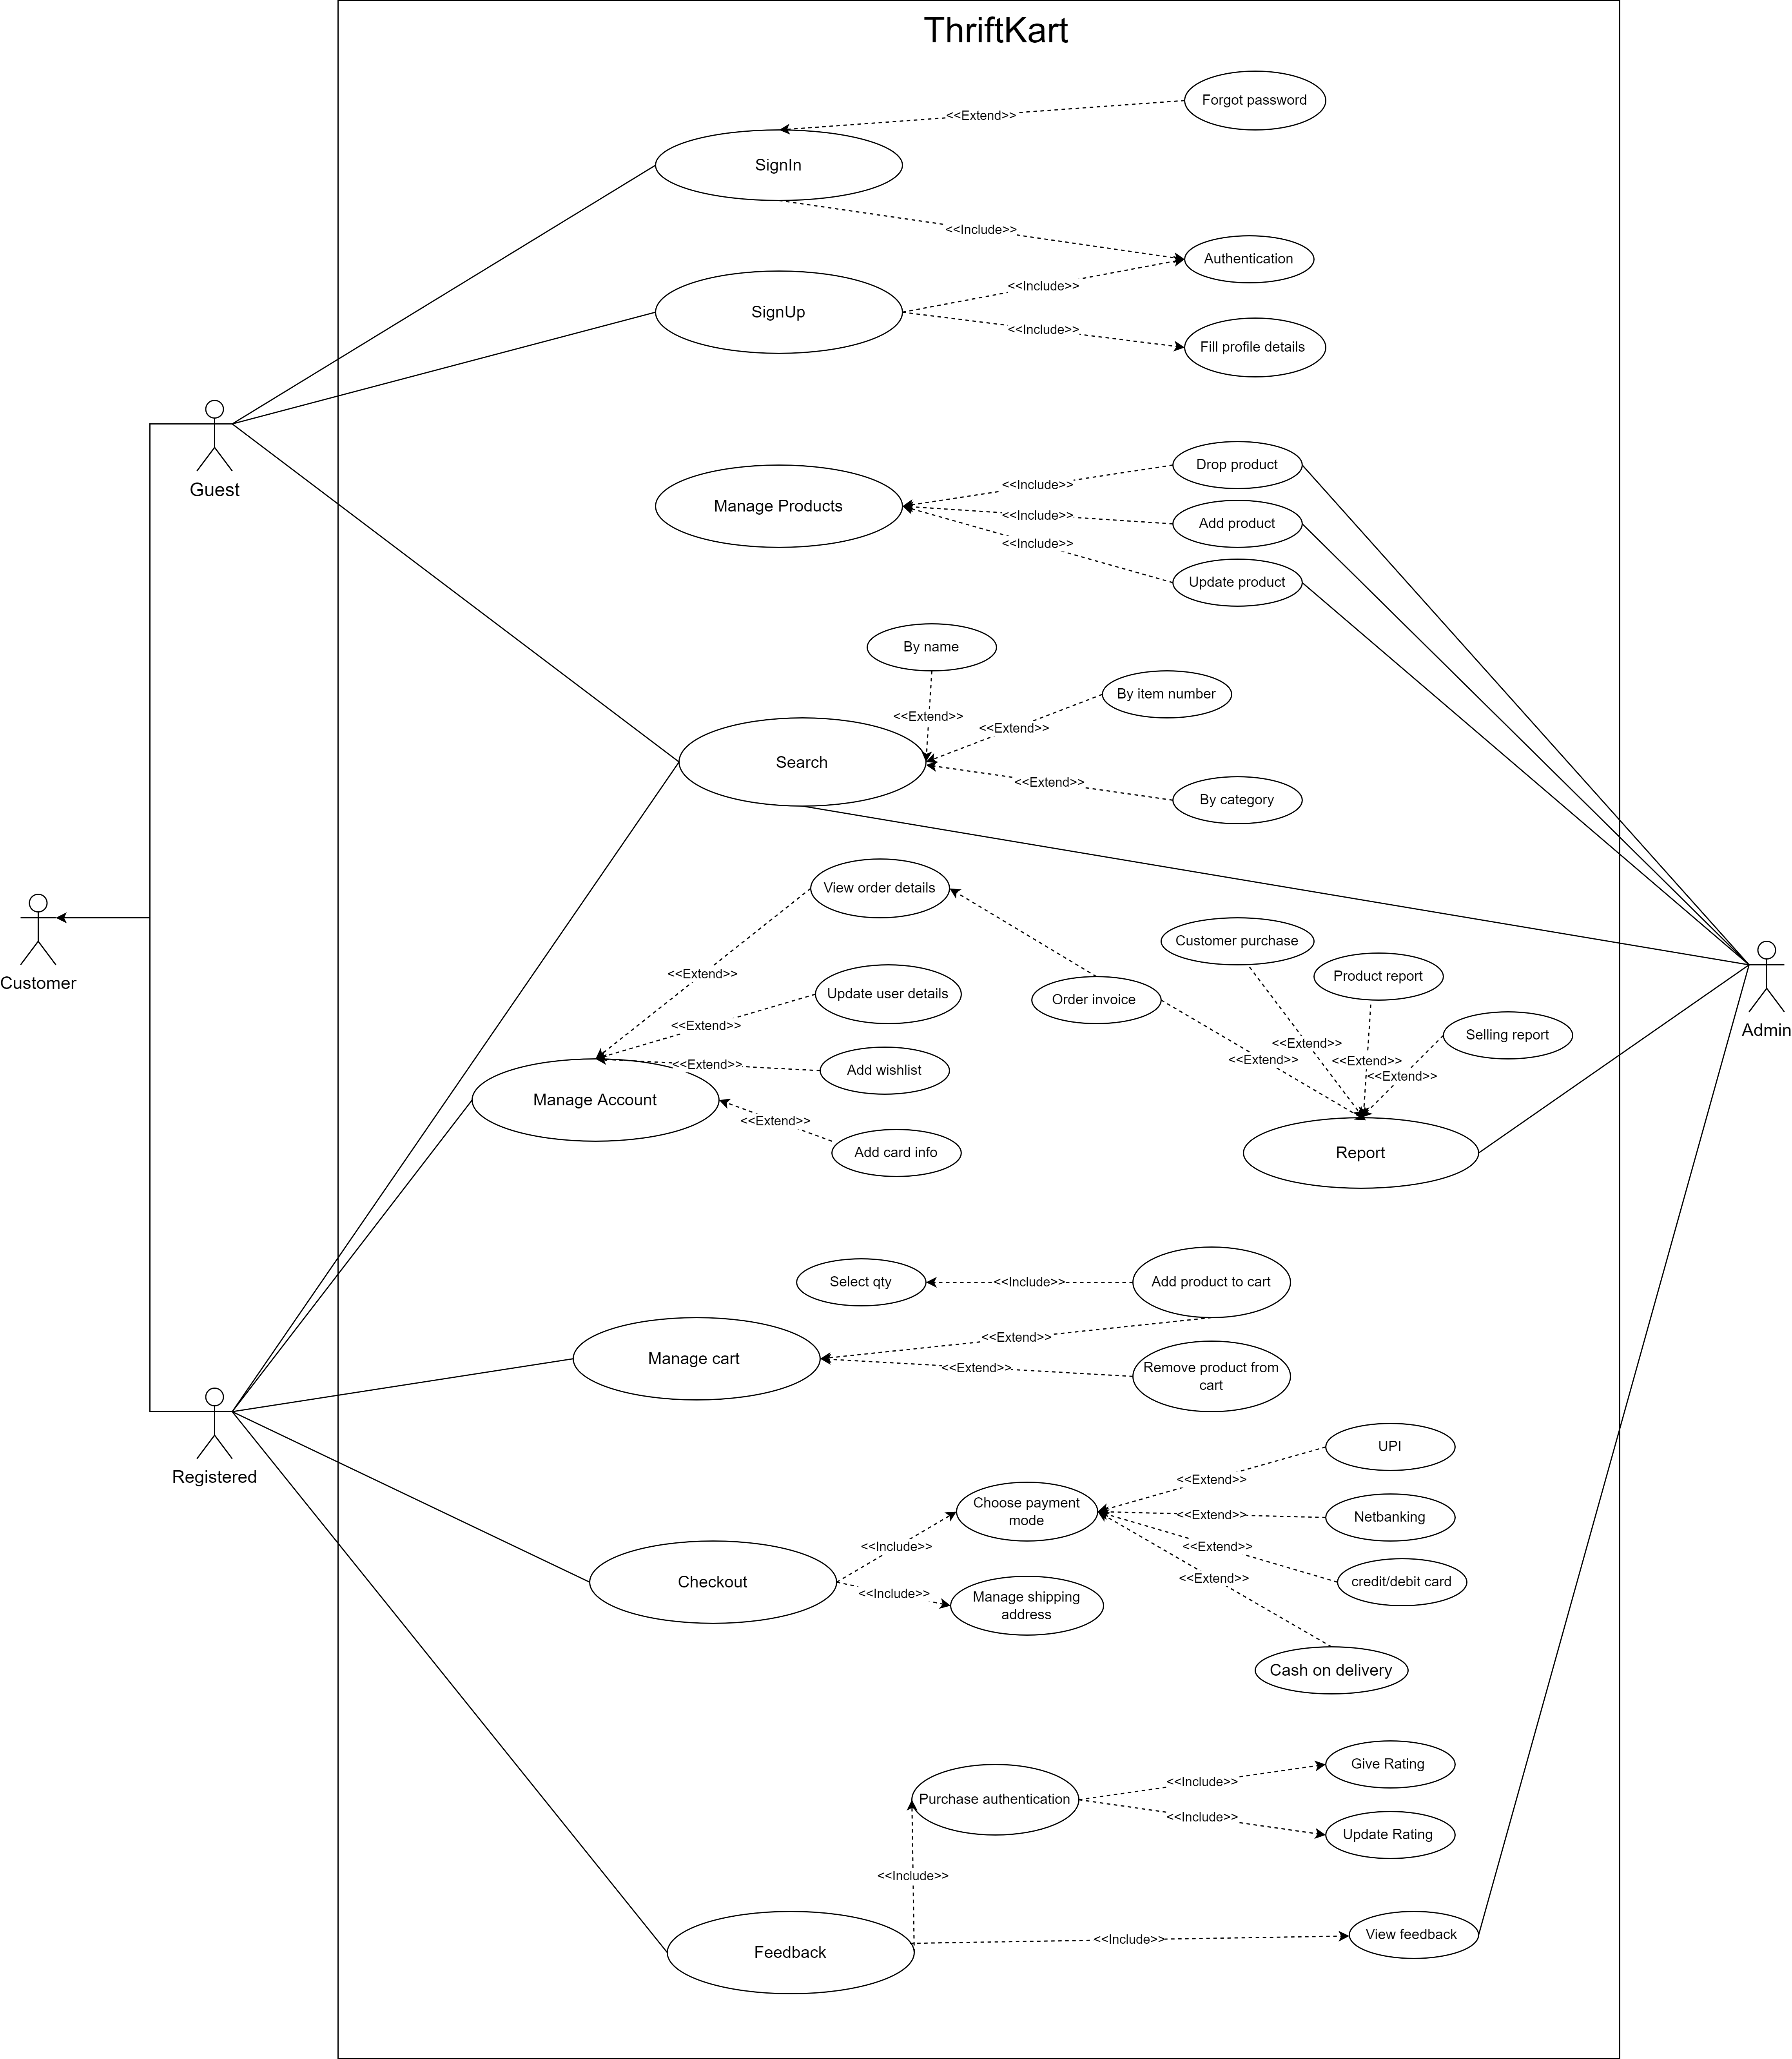 ThriftKart
Forgot password
<<Extend>>
SignIn
<<Include>>
Authentication
<<Include>>
SignUp
<<Include>>
Fill profile details
Guest
Drop product
<<Include>>
Manage Products
<<Include>>
Add product
<<Include>>
Update product
By name
By item number
<<Extend>>
<<Extend>>
Search
<<Extend>>
By category
View order details
Customer purchase
<<Extend>>
Product report
Customer
Update user details
Order invoice
Admin
<<Extend>>
Selling report
<<Extend>>
<<Extend>>
<<Extend>>
<<Extend>>
<<Extend>>
Add wishlist
Manage Account
<<Extend>>
Add card info
Report
Select qty
<<Include>>
Add product to cart
<<Extend>>
Manage cart
<<Extend>>
Remove product from
cart
Registered
UPI
<<Extend>>
Choose payment
mode
<<Extend>>
Netbanking
<<Include>>
<<Extend>>
Checkout
<<Extend>>
credit/debit card
<<Include>>
Manage shipping
address
Cash on delivery
Give Rating
<<Include>>
Purchase authentication
<<Include>>
Update Rating
<<Include>>
View feedback
<<Include>>
Feedback